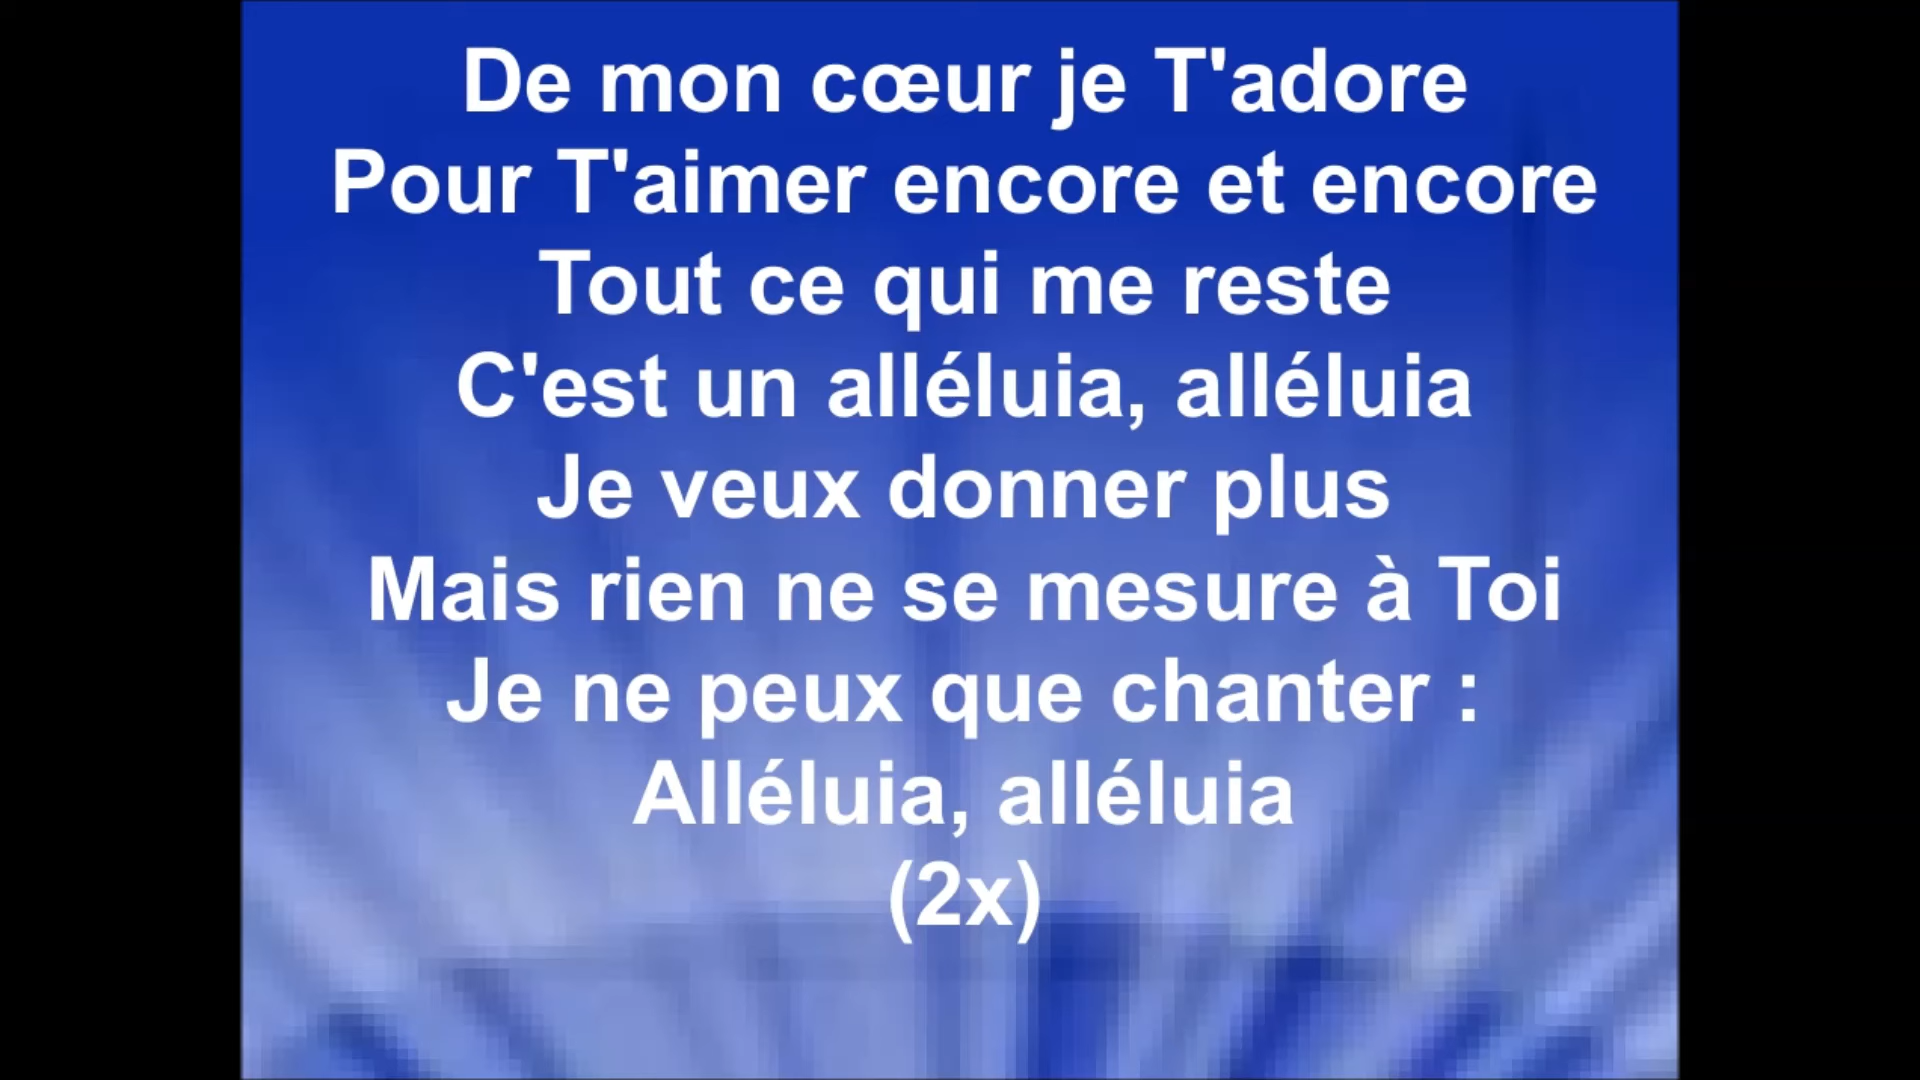 De mon cœur je T'adore
Pour T'aimer encore et encore
Tout ce qui me reste
C'est un alléluia, alléluia
Je veux donner plus
Mais rien ne se mesure à Toi
Je ne peux que chanter :
Alléluia, alléluia
(2x)